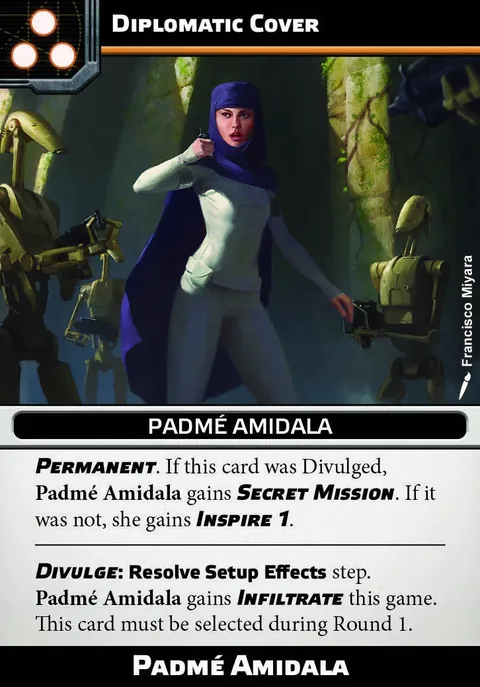 Diplomatic Cover
Francisco Miyara
PADMÉ AMIDALA
Permanent. If this card was Divulged,
Padmé Amidala gains Secret Mission. If it
was not, she gains Inspire 1.
Divulge: Resolve Setup Effects step.
Padmé Amidala gains Infiltrate this game.
This card must be selected during Round 1.
Padmé Amidala